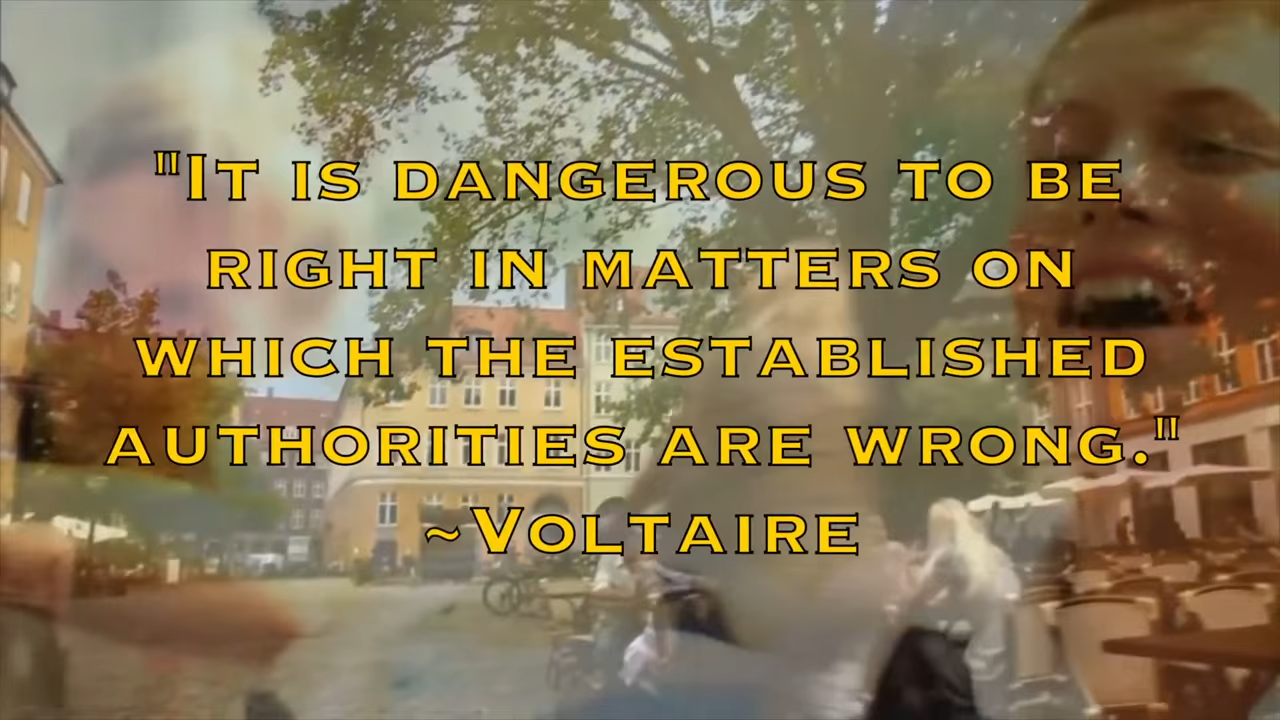 "It is dangerous to be
right in matters on
which the established
authorities are wrong."
~Voltaire